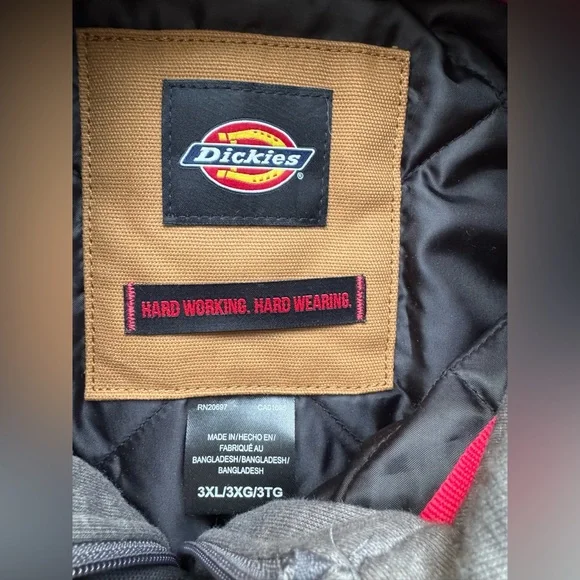 Dickies
HARD WORKING. HARD WEARING.
RN20697
MADE IN/HECHO EN/
FABRIQUÉ AU
BANGLADESH/BANGLADESH/
BANGLADESH
3XL/3XG/3TG